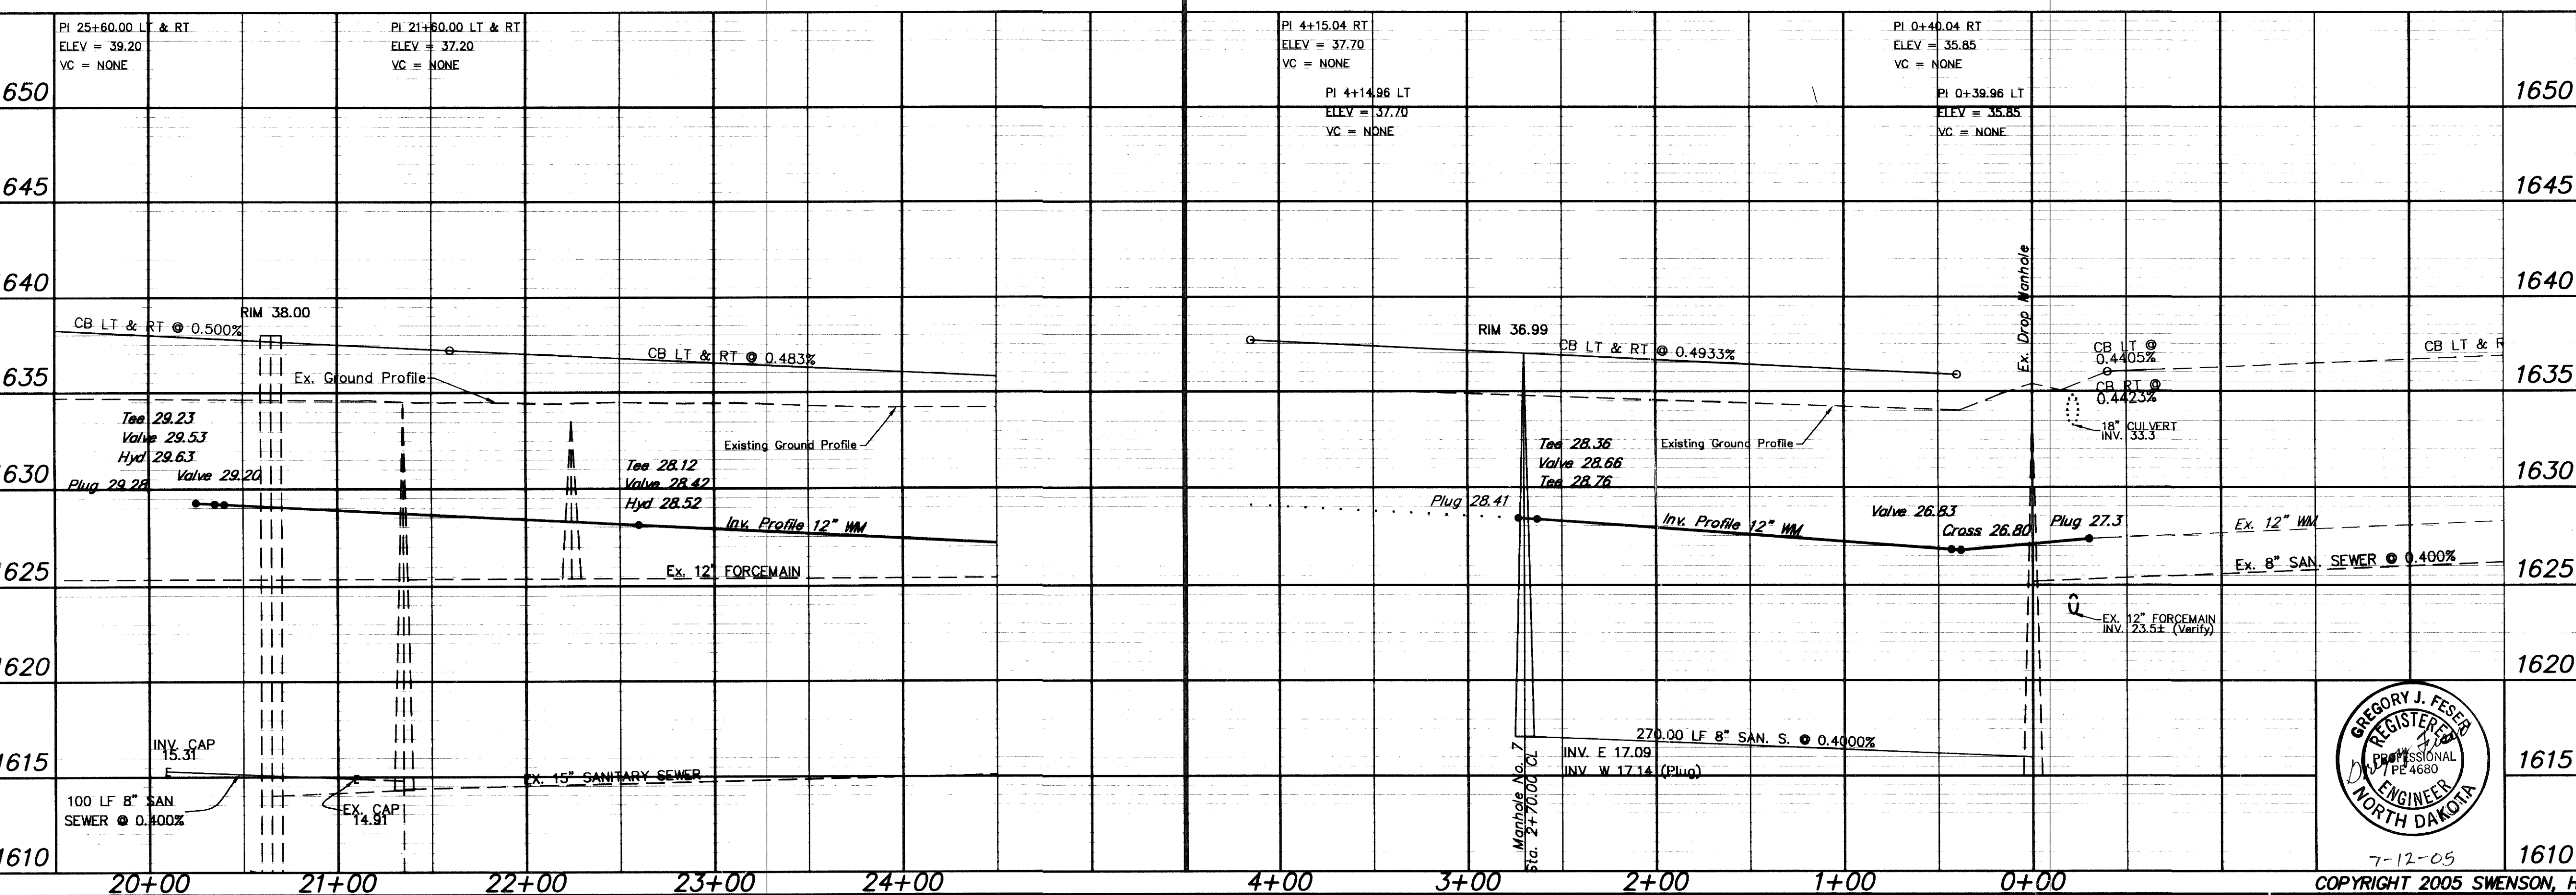 PI 25+60.00 LT & RT
ELEV = 39.20
VC = NONE
PI 21+60.00 LT & RT
ELEV = 37.20
VC = NONE
PI 4+15.04 RT
ELEV = 37.70
VC = NONE
PI 4+14.96 LT
ELEV = 37.70
VC = NONE
PI 0+40.04 RT
ELEV = 35.85
VC = NONE
PI 0+39.96 LT
ELEV = 35.85
VC = NONE
650
1650
645
1645
640
1640
635
1635
630
1630
625
1625
1620
1620
1615
1615
1610
1610
CB LT & RT @ 0.500%
RIM 38.00
CB LT & RT @ 0.483%
Ex. Ground Profile
Existing Ground Profile
Tee 29.23
Valve 29.53
Hyd 29.63
Valve 29.20
Plug 29.28
Tee 28.12
Valve 28.42
Hyd 28.52
Inv. Profile 12" WM
Ex. 12" FORCEMAIN
INV. CAP
15.31
100 LF 8" SAN
SEWER @ 0.400%
EX. CAP
14.91
EX. 15" SANITARY SEWER
RIM 36.99
CB LT & RT @ 0.4933%
Existing Ground Profile
Tee 28.36
Valve 28.66
Tee 28.76
Plug 28.41
Inv. Profile 12" WM
Valve 26.83
Cross 26.80
Plug 27.3
Ex. Drop Manhole
CB LT @
0.4405%
CB RT @
0.4423%
CB LT & R
18" CULVERT
INV. 33.3
Ex. 12" WM
Ex. 8" SAN. SEWER @ 0.400%
EX. 12" FORCEMAIN
INV. 23.5± (Verify)
270.00 LF 8" SAN. S. @ 0.4000%
INV. E 17.09
INV. W 17.14 (Plug)
Manhole No. 7
Sta. 2+70.00 CL
GREGORY J. FESER
REGISTERED
PROFESSIONAL
PE 4680
ENGINEER
NORTH DAKOTA
7-12-05
20+00
21+00
22+00
23+00
24+00
4+00
3+00
2+00
1+00
0+00
COPYRIGHT 2005 SWENSON, H